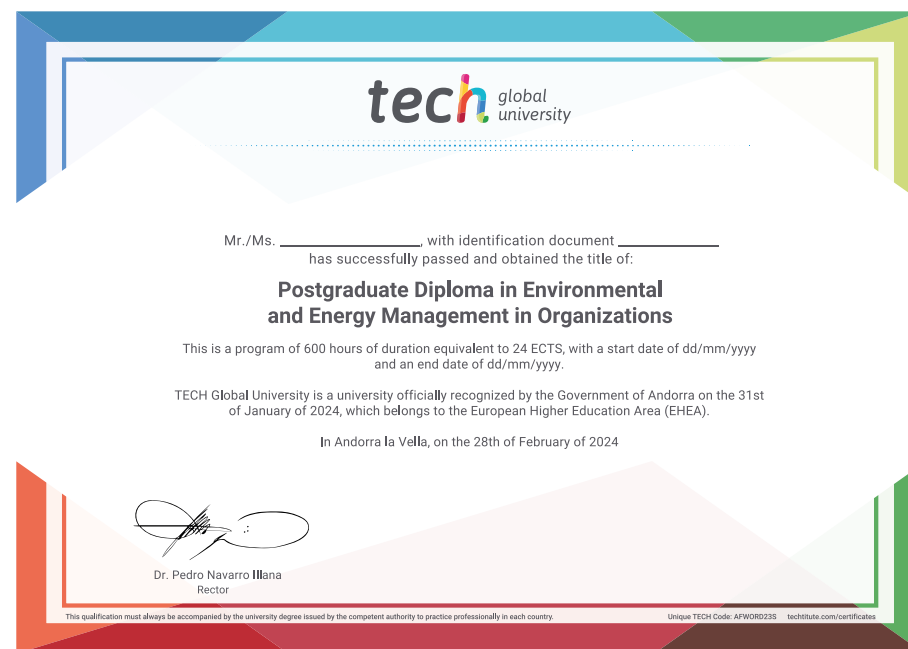 tech global university
Mr./Ms. ____________________, with identification document ______________
has successfully passed and obtained the title of:
Postgraduate Diploma in Environmental
and Energy Management in Organizations
This is a program of 600 hours of duration equivalent to 24 ECTS, with a start date of dd/mm/yyyy
and an end date of dd/mm/yyyy.
TECH Global University is a university officially recognized by the Government of Andorra on the 31st
of January of 2024, which belongs to the European Higher Education Area (EHEA).
In Andorra la Vella, on the 28th of February of 2024
Dr. Pedro Navarro Illana
Rector
This qualification must always be accompanied by the university degree issued by the competent authority to practice professionally in each country. Unique TECH Code: AFWORD23S techtitute.com/certificates